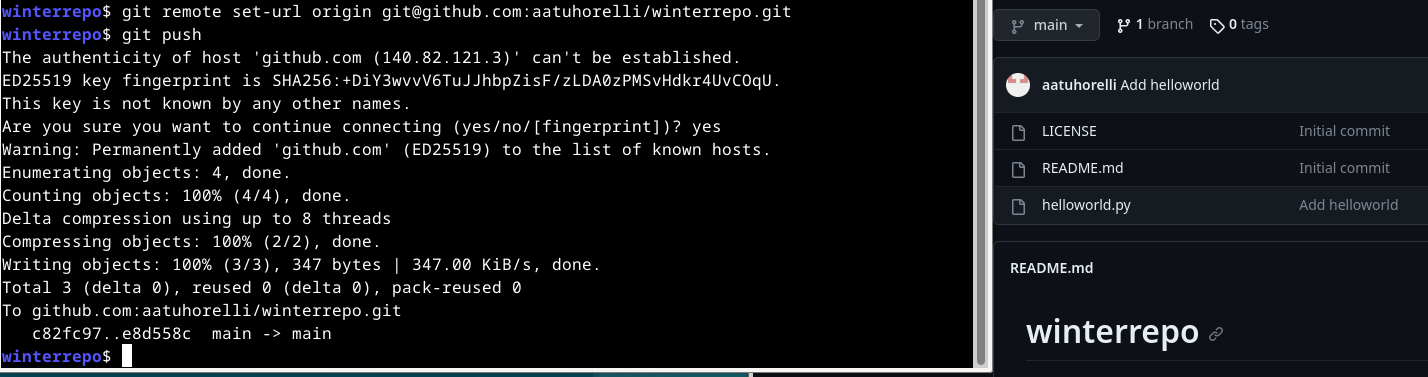 winterrepo$ git remote set-url origin git@github.com:aatuhorelli/winterrepo.git
winterrepo$ git push
The authenticity of host 'github.com (140.82.121.3)' can't be established.
ED25519 key fingerprint is SHA256:+DiY3wvvV6TuJJhbpZisF/zLDA0zPMSvHdkr4UvCOqU.
This key is not known by any other names.
Are you sure you want to continue connecting (yes/no/[fingerprint])? yes
Warning: Permanently added 'github.com' (ED25519) to the list of known hosts.
Enumerating objects: 4, done.
Counting objects: 100% (4/4), done.
Delta compression using up to 8 threads
Compressing objects: 100% (2/2), done.
Writing objects: 100% (3/3), 347 bytes | 347.00 KiB/s, done.
Total 3 (delta 0), reused 0 (delta 0), pack-reused 0
To github.com:aatuhorelli/winterrepo.git
   c82fc97..e8d558c  main -> main
winterrepo$
main 1 branch 0 tags
aatuhorelli Add helloworld
LICENSE Initial commit
README.md Initial commit
helloworld.py Add helloworld
README.md
winterrepo